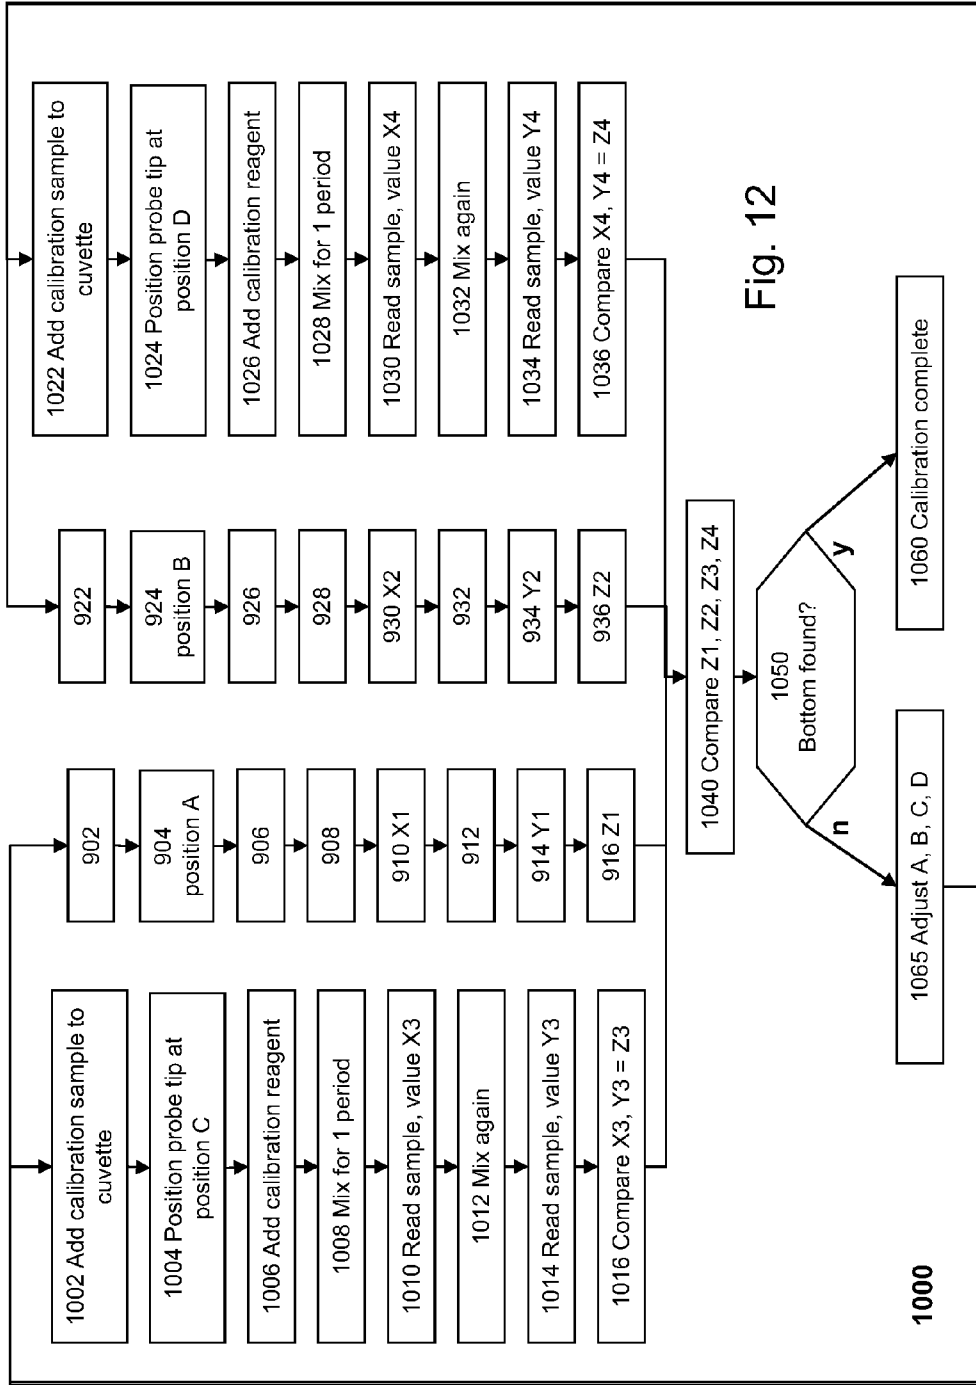 1002 Add calibration sample to
cuvette
1004 Position probe tip at
position C
1006 Add calibration reagent
1008 Mix for 1 period
1010 Read sample, value X3
1012 Mix again
1014 Read sample, value Y3
1016 Compare X3, Y3 = Z3
902
904
position A
906
908
910 X1
912
914 Y1
916 Z1
922
924
position B
926
928
930 X2
932
934 Y2
936 Z2
1022 Add calibration sample to
cuvette
1024 Position probe tip at
position D
1026 Add calibration reagent
1028 Mix for 1 period
1030 Read sample, value X4
1032 Mix again
1034 Read sample, value Y4
1036 Compare X4, Y4 = Z4
1040 Compare Z1, Z2, Z3, Z4
1050
Bottom found?
n
y
1065 Adjust A, B, C, D
1060 Calibration complete
1000
Fig. 12